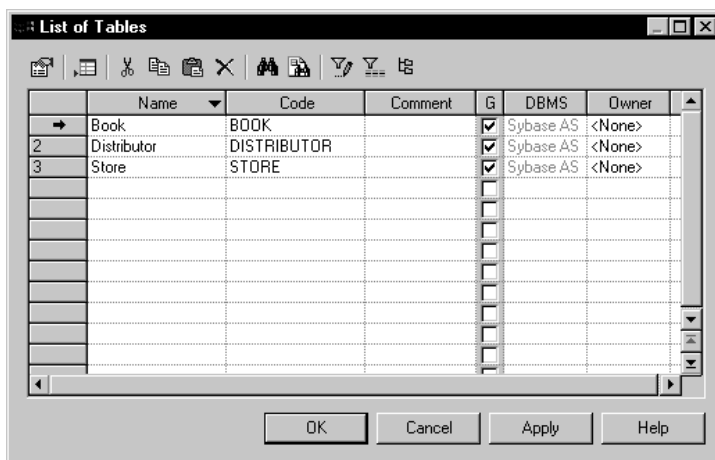 List of Tables
Name Code Comment G DBMS Owner
Book BOOK Sybase AS <None>
2 Distributor DISTRIBUTOR Sybase AS <None>
3 Store STORE Sybase AS <None>
OK Cancel Apply Help